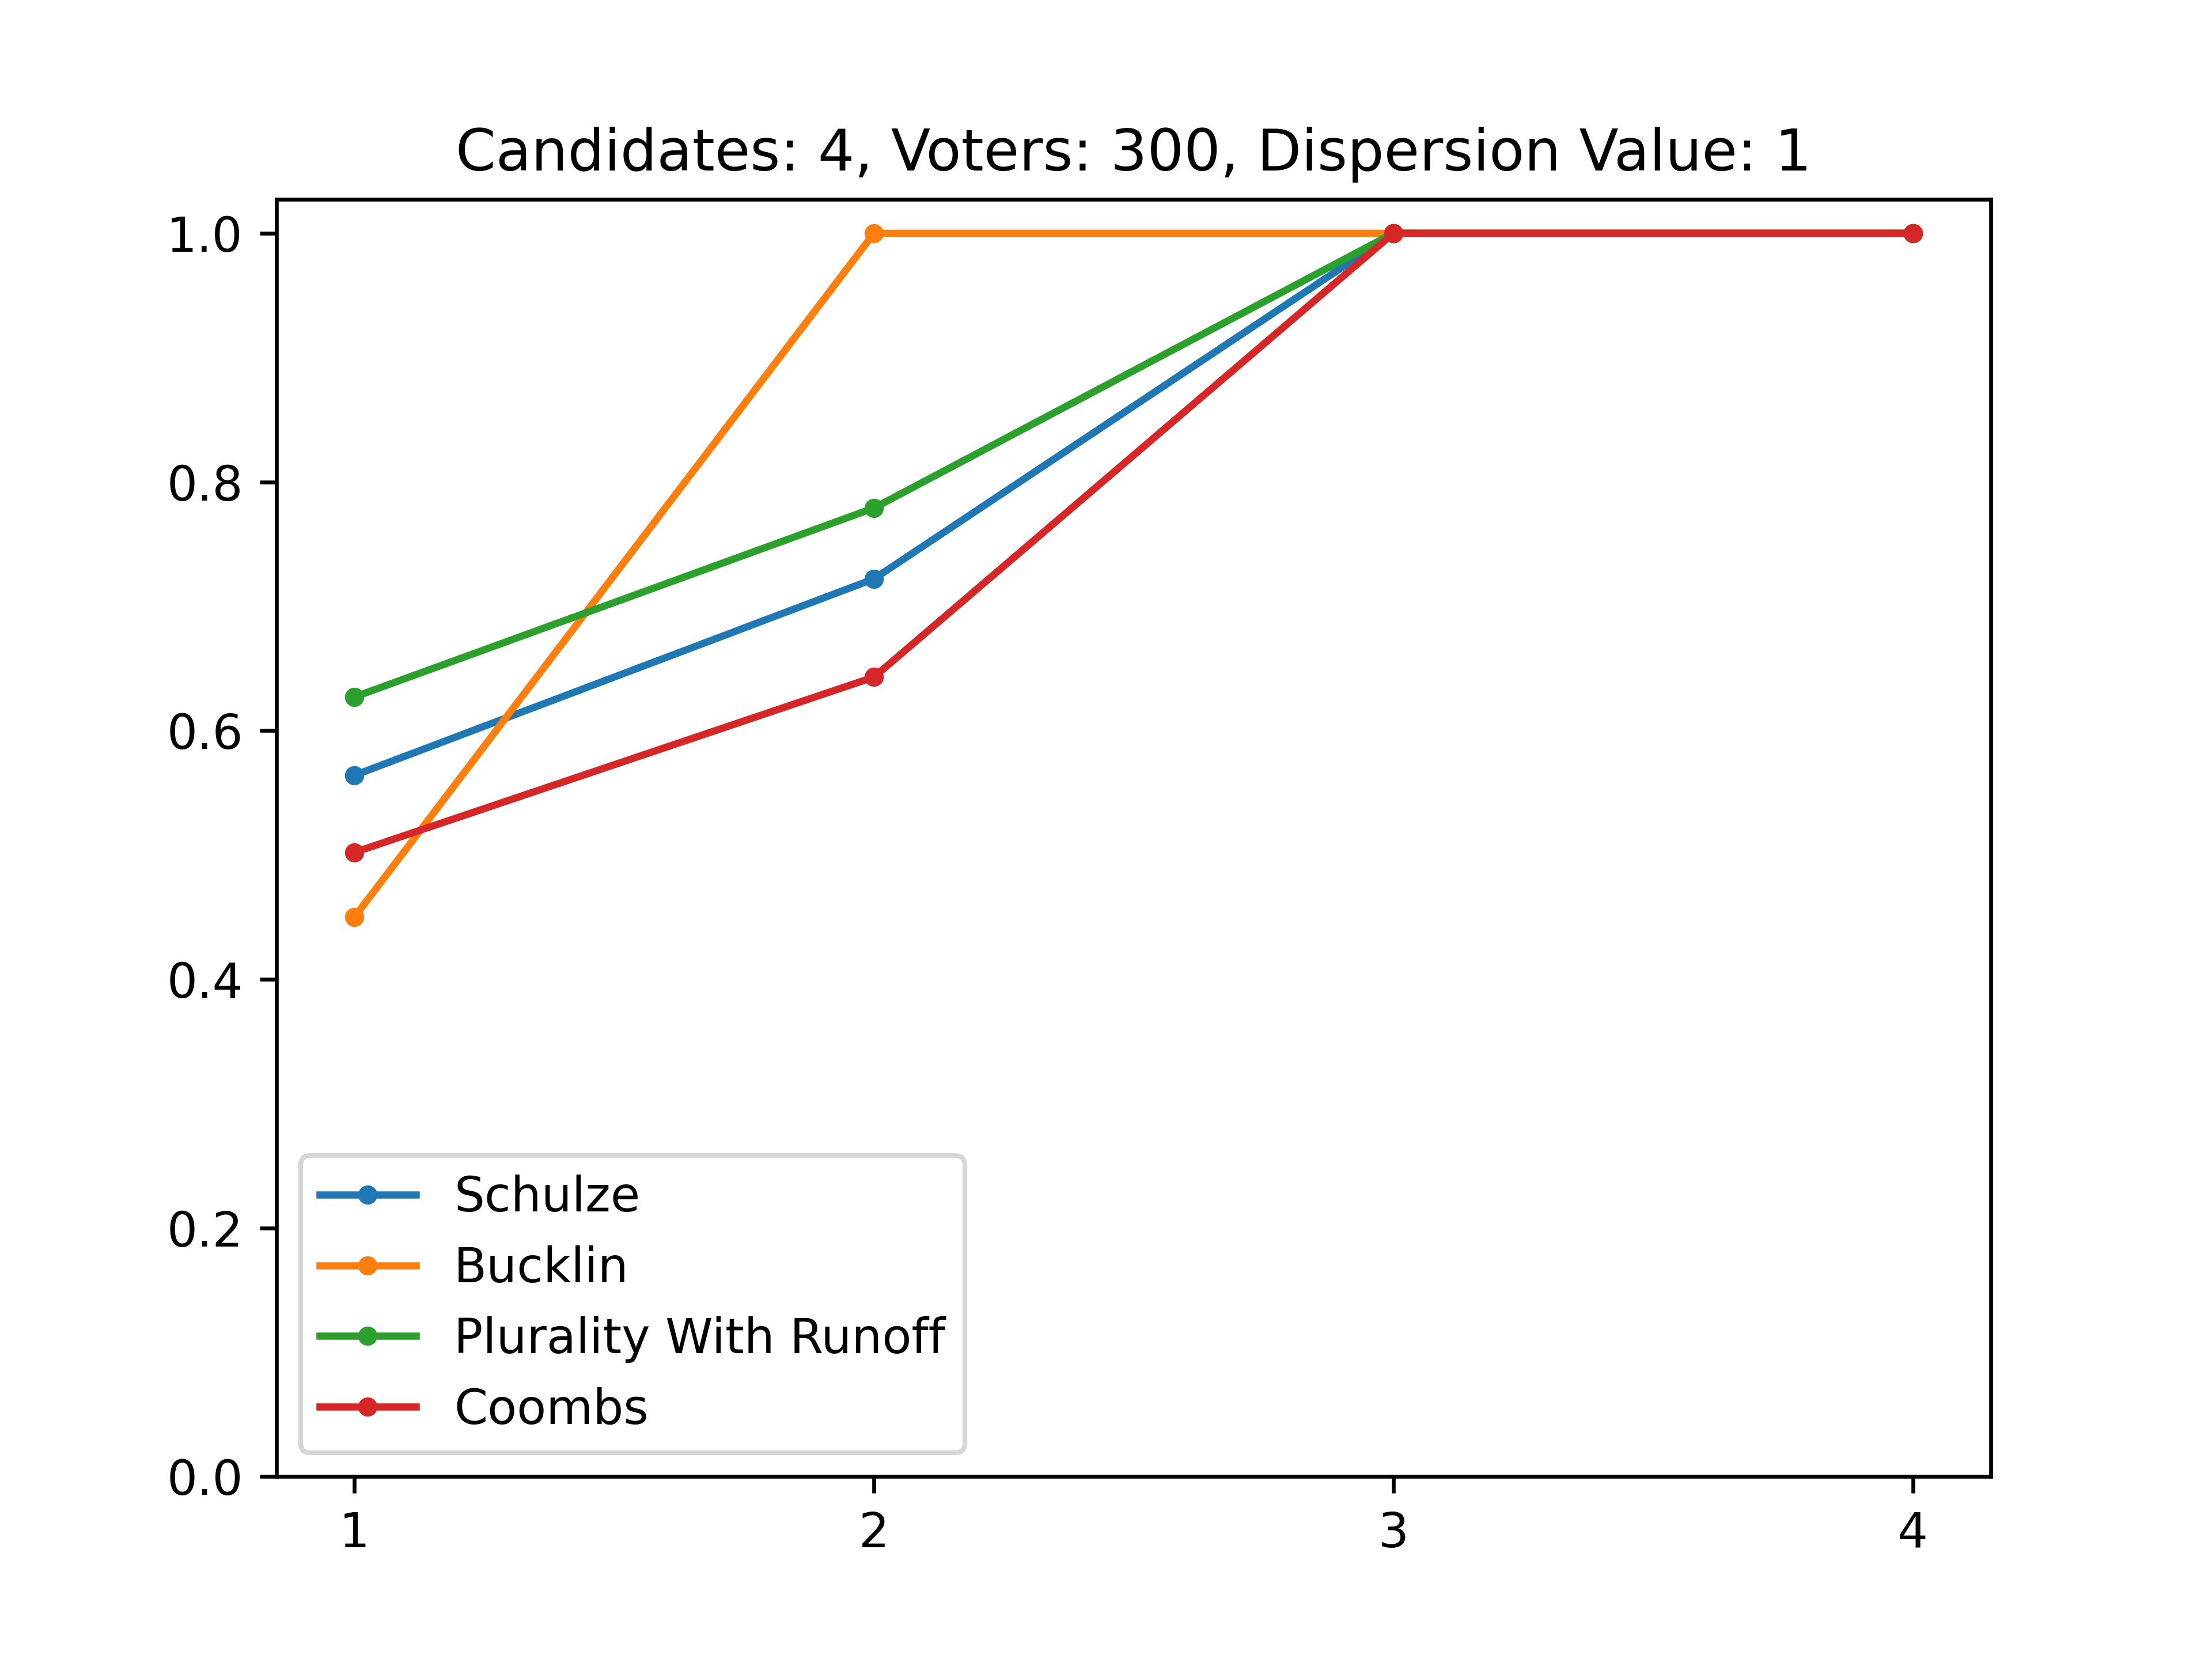 Candidates: 4, Voters: 300, Dispersion Value: 1
1.0
0.8
0.6
0.4
0.2
0.0
Schulze
Bucklin
Plurality With Runoff
Coombs
1 2 3 4